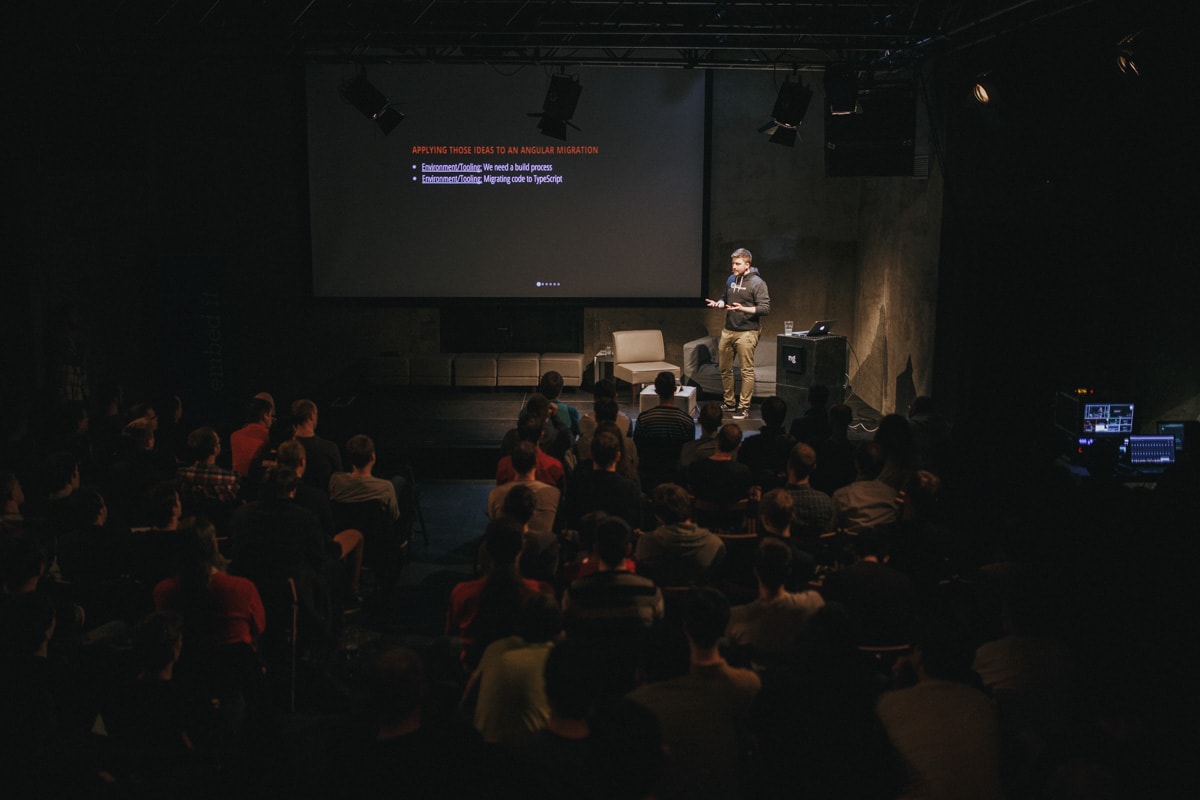 APPLYING THOSE IDEAS TO AN ANGULAR MIGRATION
• Environment/Tooling: We need a build process
• Environment/Tooling: Migrating code to TypeScript
ng